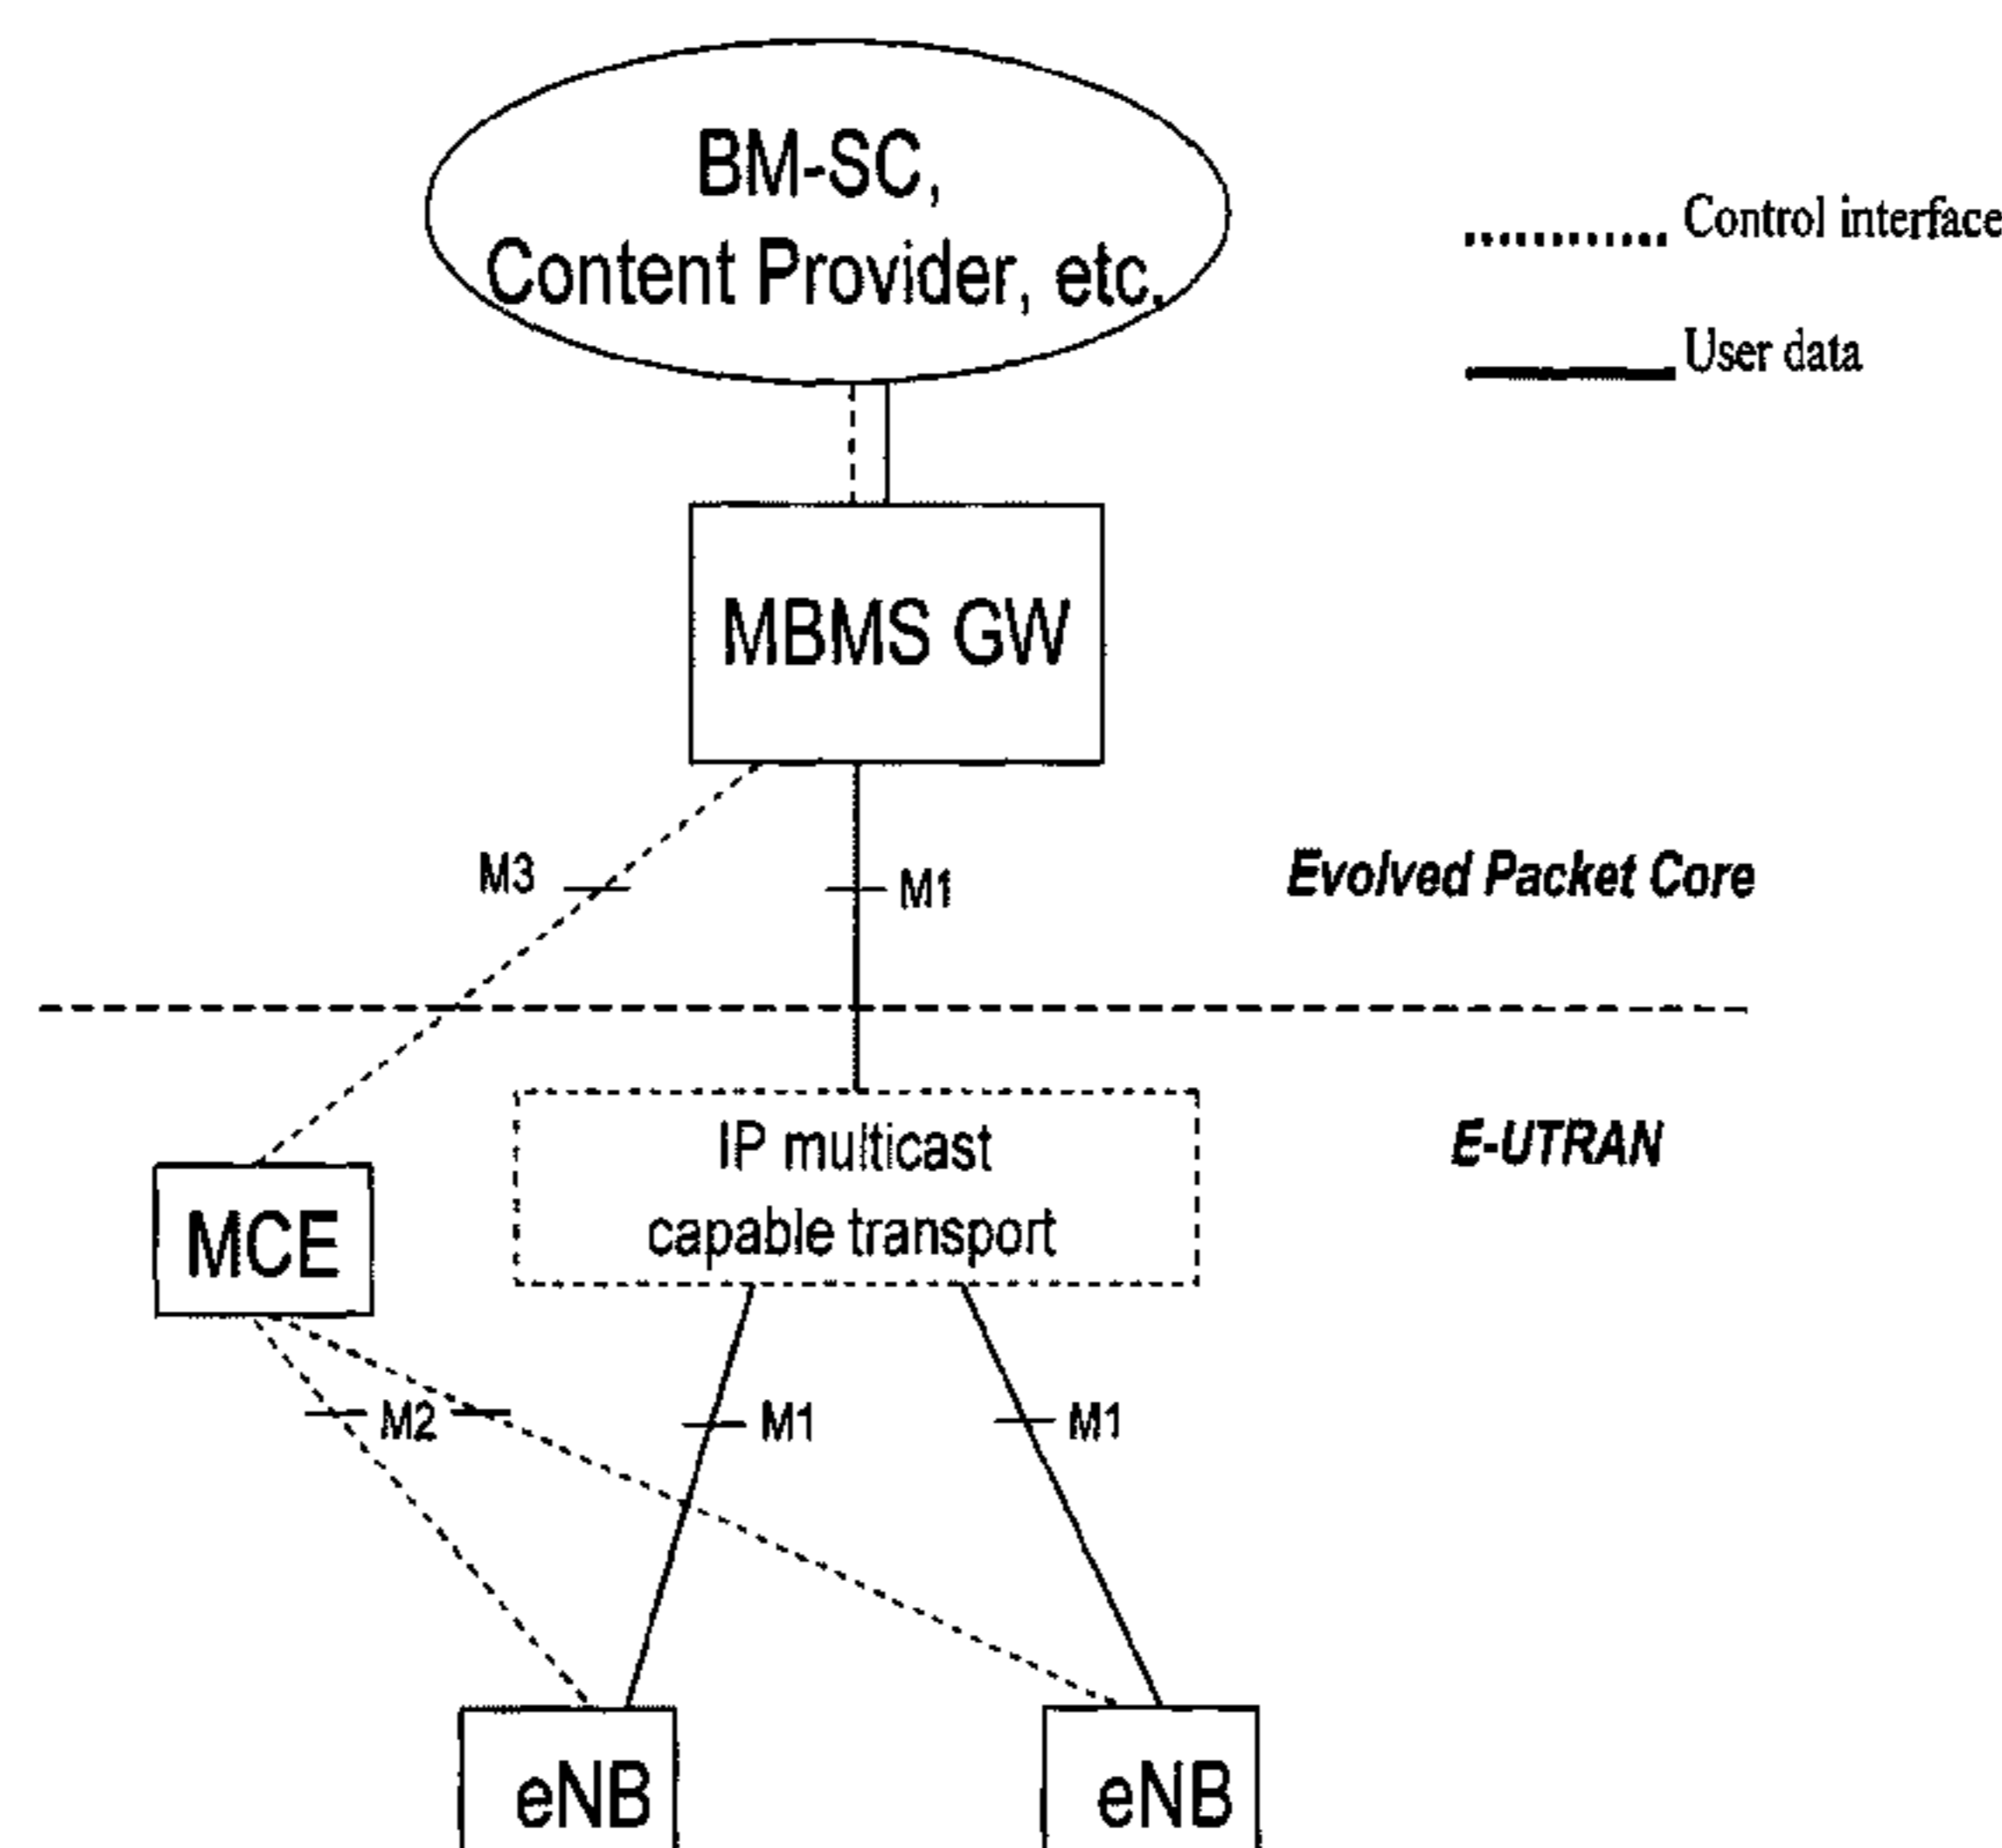 BM-SC,
Content Provider, etc.
Control interface
User data
MBMS GW
M3
M1
Evolved Packet Core
IP multicast
capable transport
E-UTRAN
MCE
M2
M1
M1
eNB
eNB